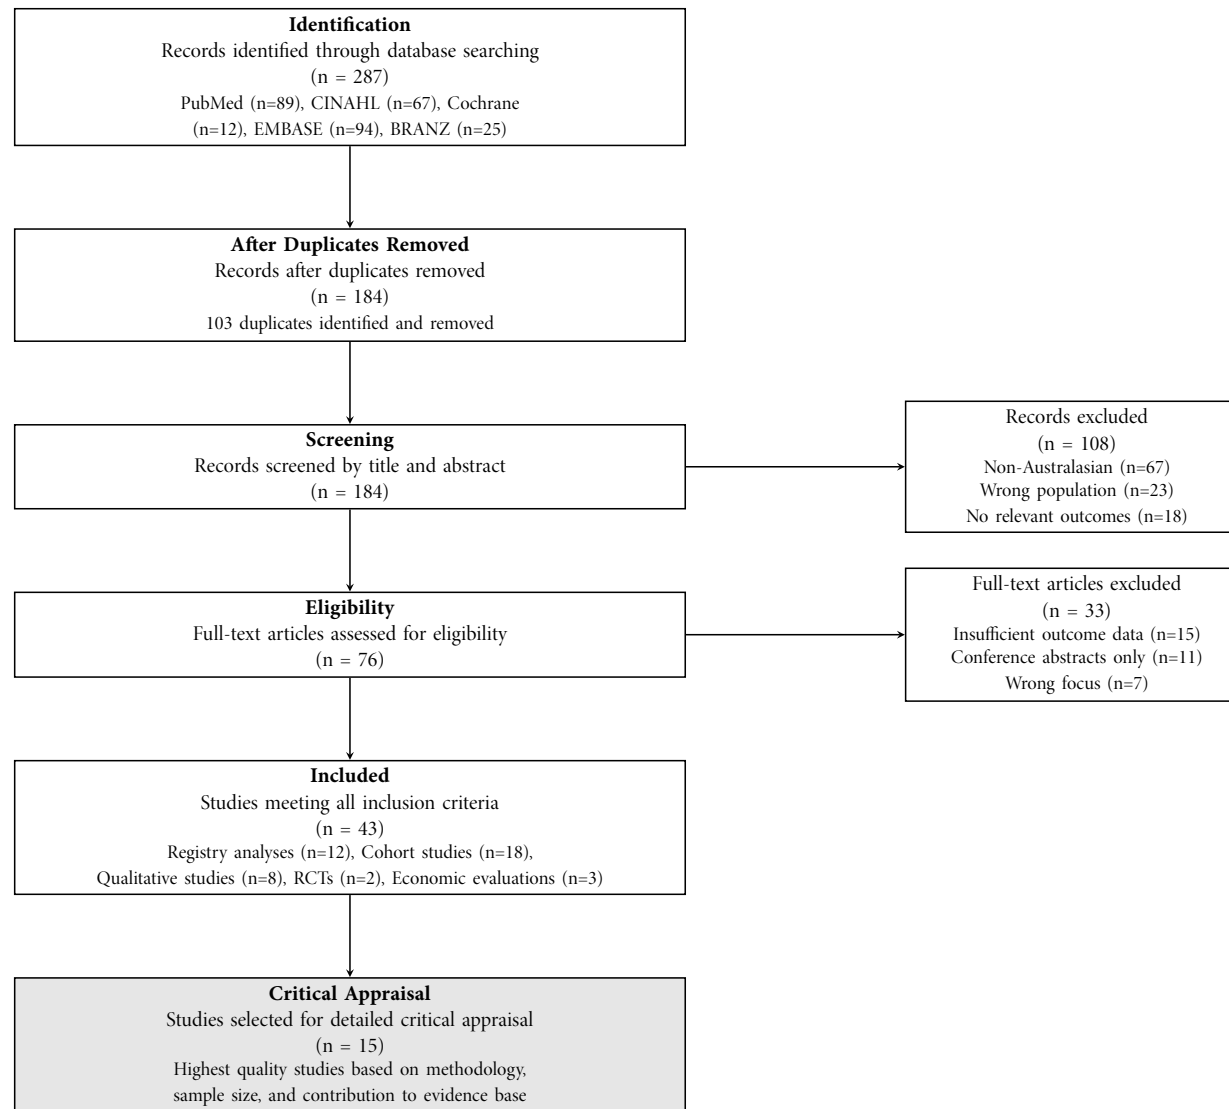 Identification
Records identified through database searching
(n = 287)
PubMed (n=89), CINAHL (n=67), Cochrane
(n=12), EMBASE (n=94), BRANZ (n=25)
After Duplicates Removed
Records after duplicates removed
(n = 184)
103 duplicates identified and removed
Screening
Records screened by title and abstract
(n = 184)
Records excluded
(n = 108)
Non-Australasian (n=67)
Wrong population (n=23)
No relevant outcomes (n=18)
Eligibility
Full-text articles assessed for eligibility
(n = 76)
Full-text articles excluded
(n = 33)
Insufficient outcome data (n=15)
Conference abstracts only (n=11)
Wrong focus (n=7)
Included
Studies meeting all inclusion criteria
(n = 43)
Registry analyses (n=12), Cohort studies (n=18),
Qualitative studies (n=8), RCTs (n=2), Economic evaluations (n=3)
Critical Appraisal
Studies selected for detailed critical appraisal
(n = 15)
Highest quality studies based on methodology,
sample size, and contribution to evidence base